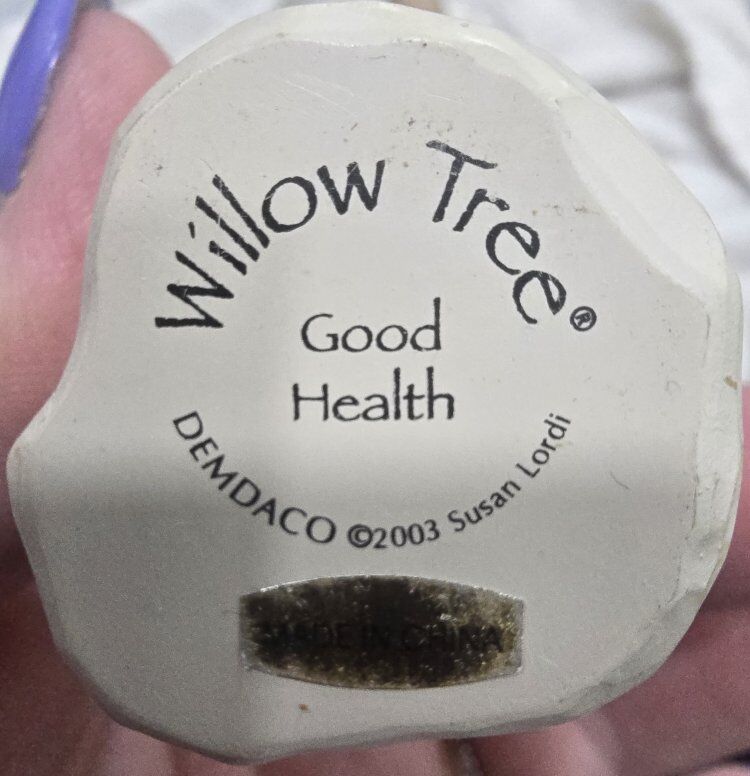 Willow Tree®
Good
Health
DEMDACO ©2003 Susan Lordi
MADE IN CHINA